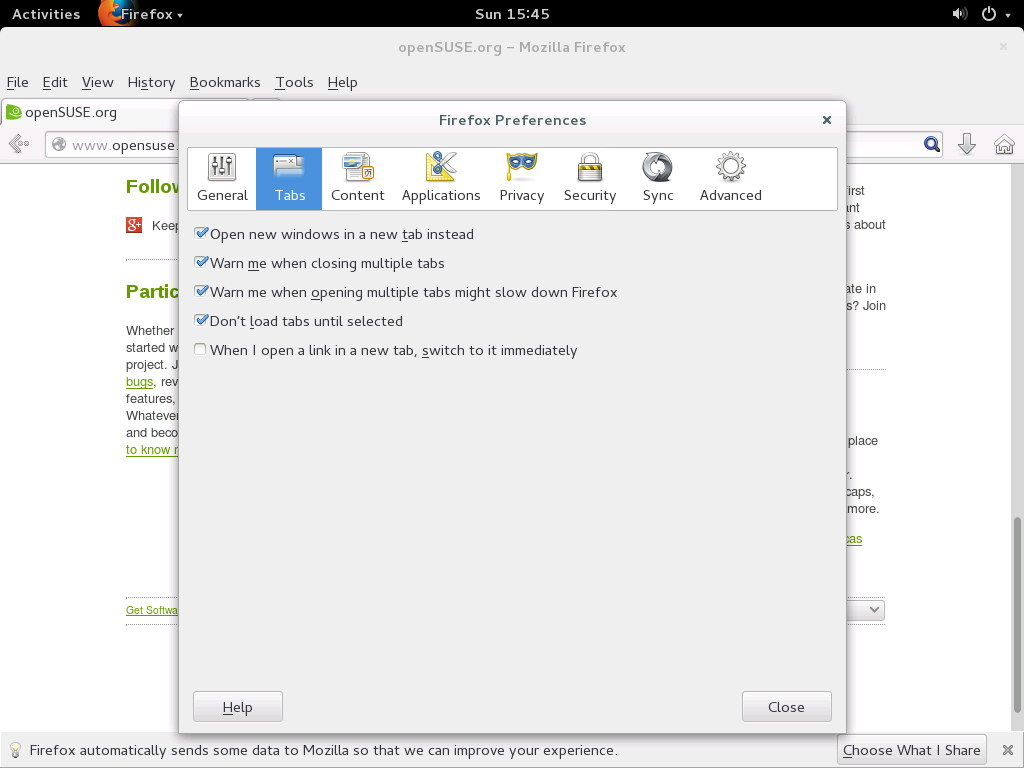 Activities Firefox Sun 15:45
openSUSE.org – Mozilla Firefox
File Edit View History Bookmarks Tools Help
openSUSE.org
www.opensuse.
Firefox Preferences
General Tabs Content Applications Privacy Security Sync Advanced
Open new windows in a new tab instead
Warn me when closing multiple tabs
Warn me when opening multiple tabs might slow down Firefox
Don't load tabs until selected
When I open a link in a new tab, switch to it immediately
Help Close
Follow
Keep
Partic
Whether
started w
project. J
bugs, rev
features,
Whatever
and beco
to know
Get Softwa
irst
ant
s about
ate in
s? Join
place
r.
caps,
more.
cas
Firefox automatically sends some data to Mozilla so that we can improve your experience. Choose What I Share